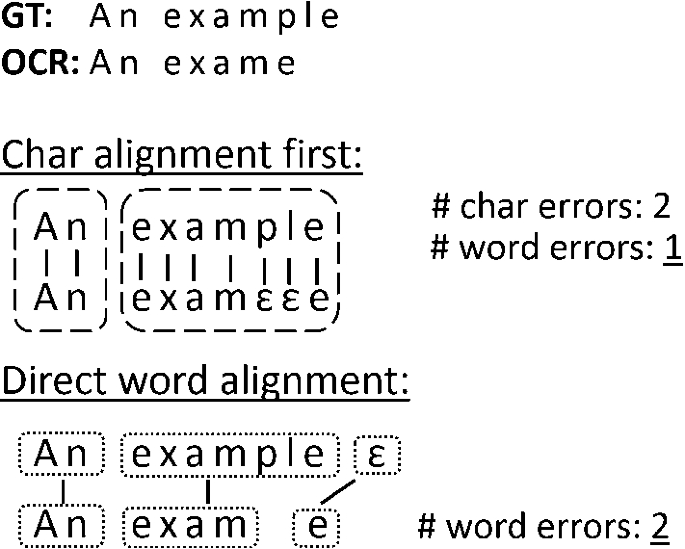 GT: An example
OCR: An exame
Char alignment first:
An example
# char errors: 2
# word errors: 1
An examεεe
Direct word alignment:
An example ε
An exam e
# word errors: 2